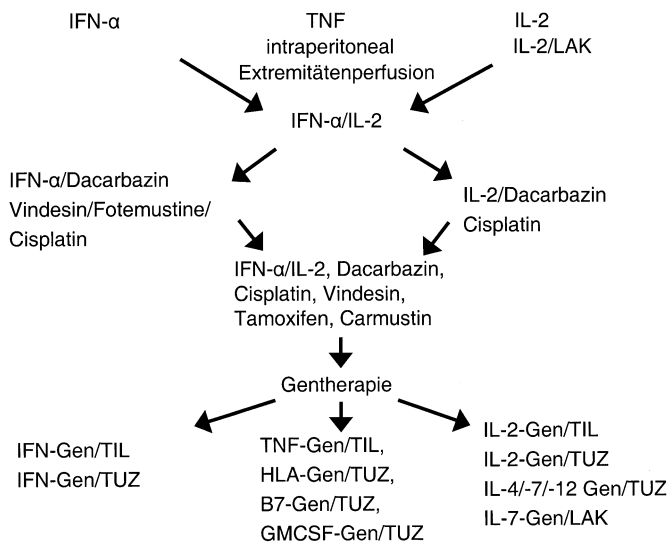 IFN-α
TNF
intraperitoneal
Extremitätenperfusion
IL-2
IL-2/LAK
IFN-α/IL-2
IFN-α/Dacarbazin
Vindesin/Fotemustine/
Cisplatin
IL-2/Dacarbazin
Cisplatin
IFN-α/IL-2, Dacarbazin,
Cisplatin, Vindesin,
Tamoxifen, Carmustin
Gentherapie
IFN-Gen/TIL
IFN-Gen/TUZ
TNF-Gen/TIL,
HLA-Gen/TUZ,
B7-Gen/TUZ,
GMCSF-Gen/TUZ
IL-2-Gen/TIL
IL-2-Gen/TUZ
IL-4/-7/-12 Gen/TUZ
IL-7-Gen/LAK